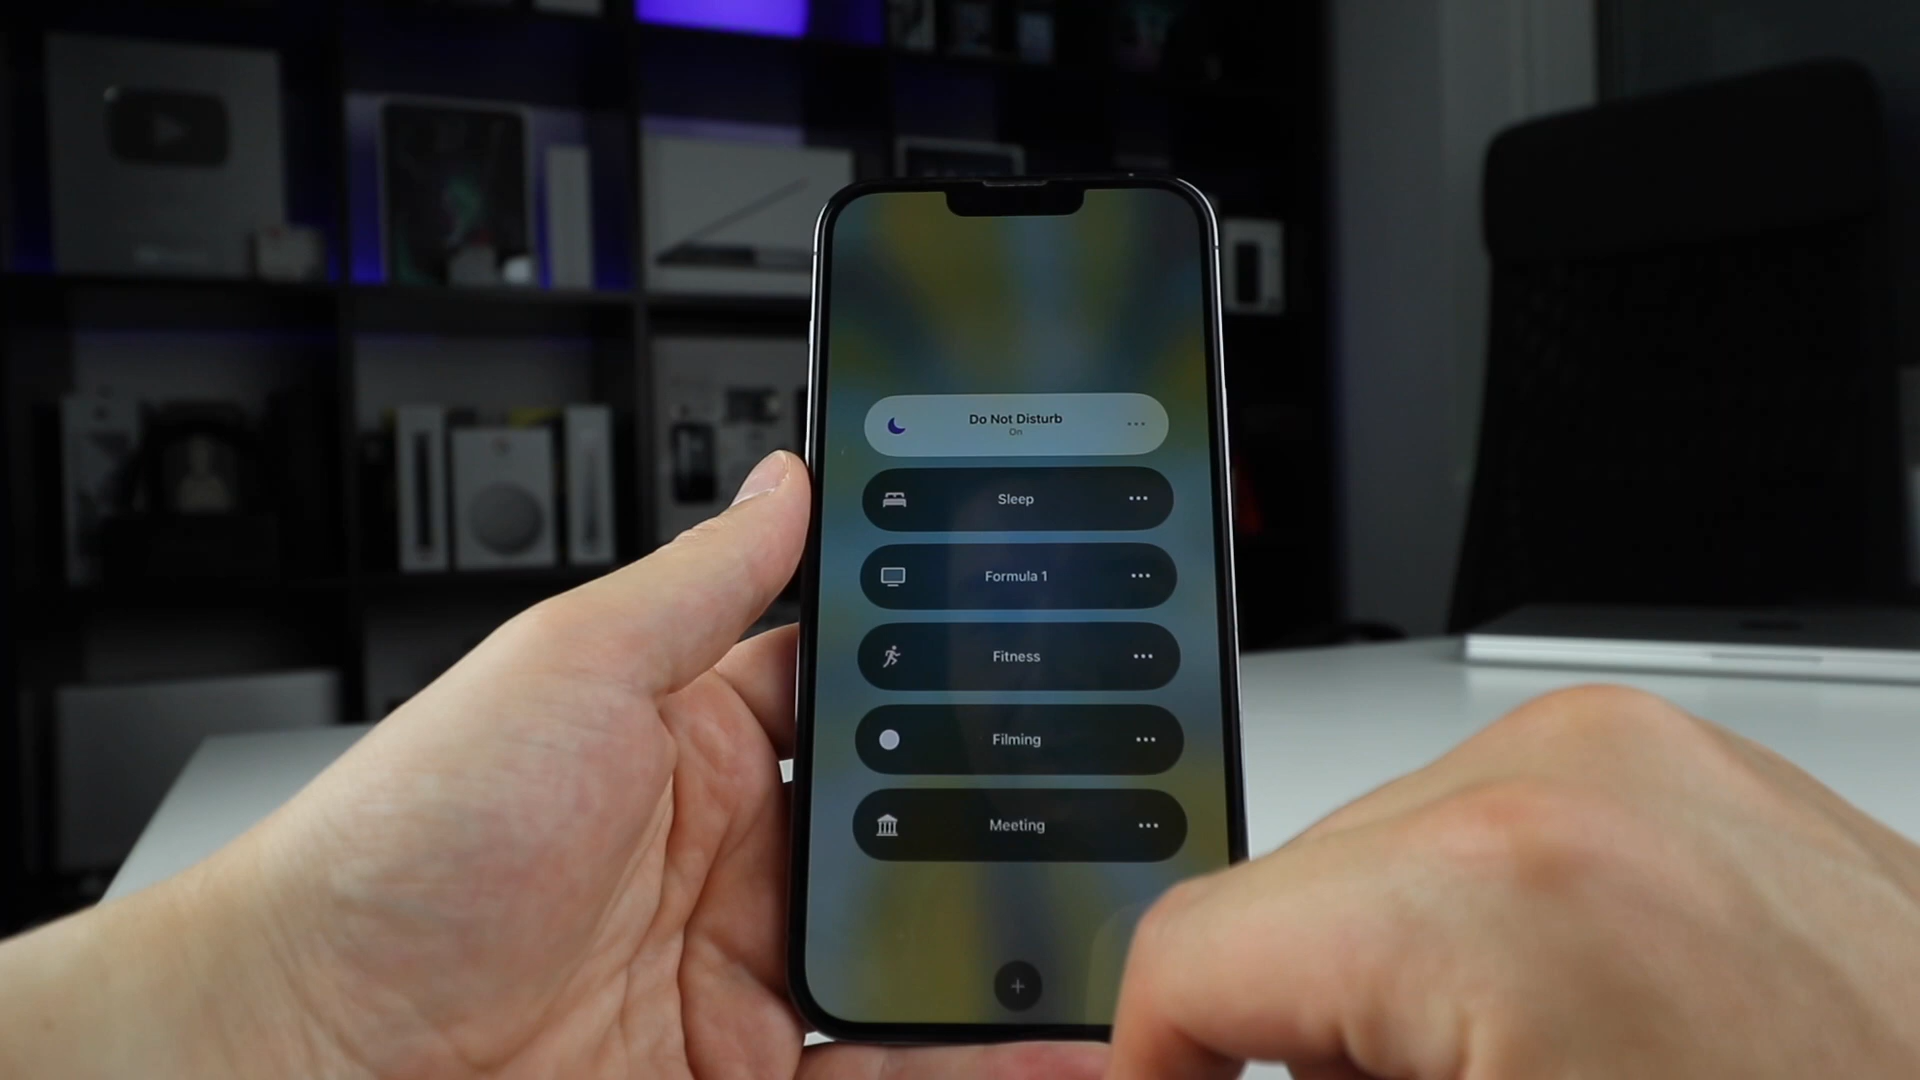 Do Not Disturb
On
Sleep
Formula 1
Fitness
Filming
Meeting